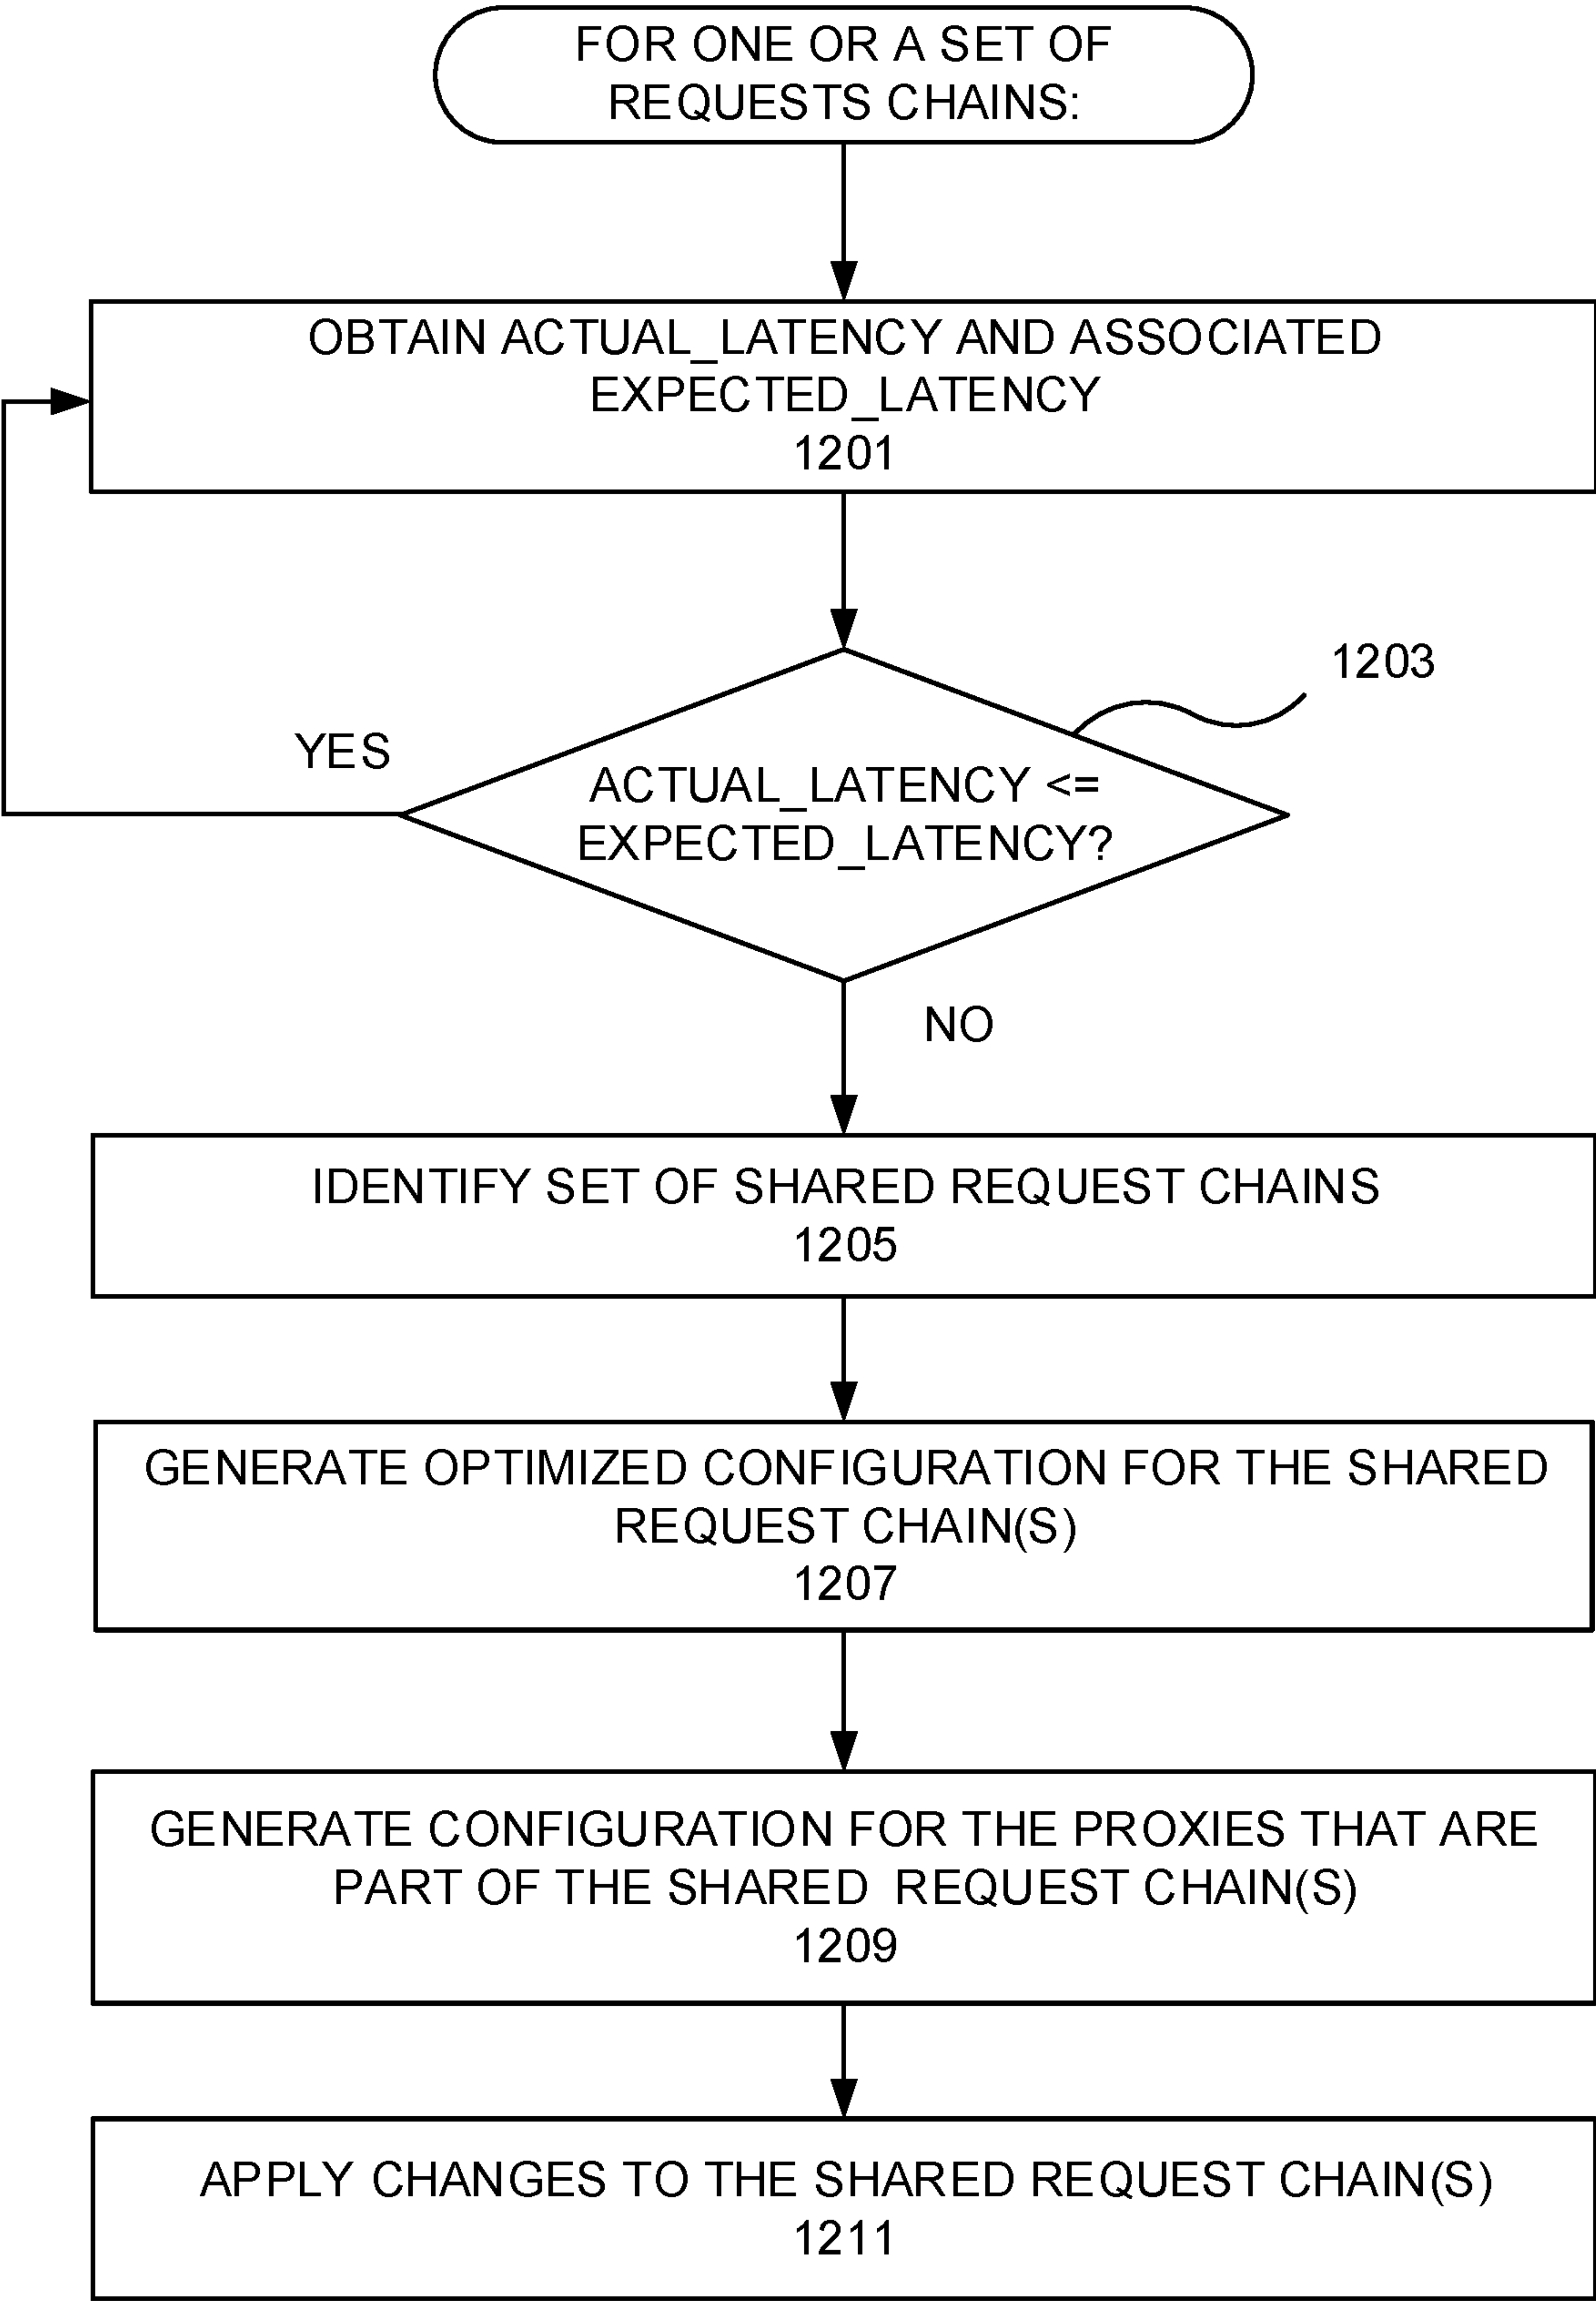 FOR ONE OR A SET OF
REQUESTS CHAINS:
OBTAIN ACTUAL_LATENCY AND ASSOCIATED
EXPECTED_LATENCY
1201
1203
YES
ACTUAL_LATENCY <=
EXPECTED_LATENCY?
NO
IDENTIFY SET OF SHARED REQUEST CHAINS
1205
GENERATE OPTIMIZED CONFIGURATION FOR THE SHARED
REQUEST CHAIN(S)
1207
GENERATE CONFIGURATION FOR THE PROXIES THAT ARE
PART OF THE SHARED REQUEST CHAIN(S)
1209
APPLY CHANGES TO THE SHARED REQUEST CHAIN(S)
1211